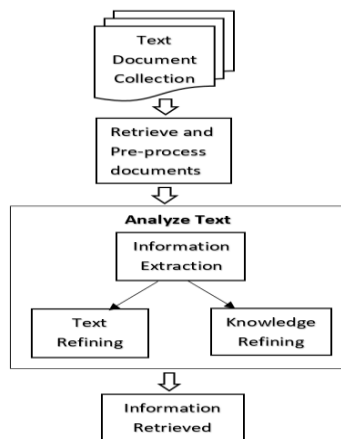 Text
Document
Collection
Retrieve and
Pre-process
documents
Analyze Text
Information
Extraction
Text
Refining
Knowledge
Refining
Information
Retrieved